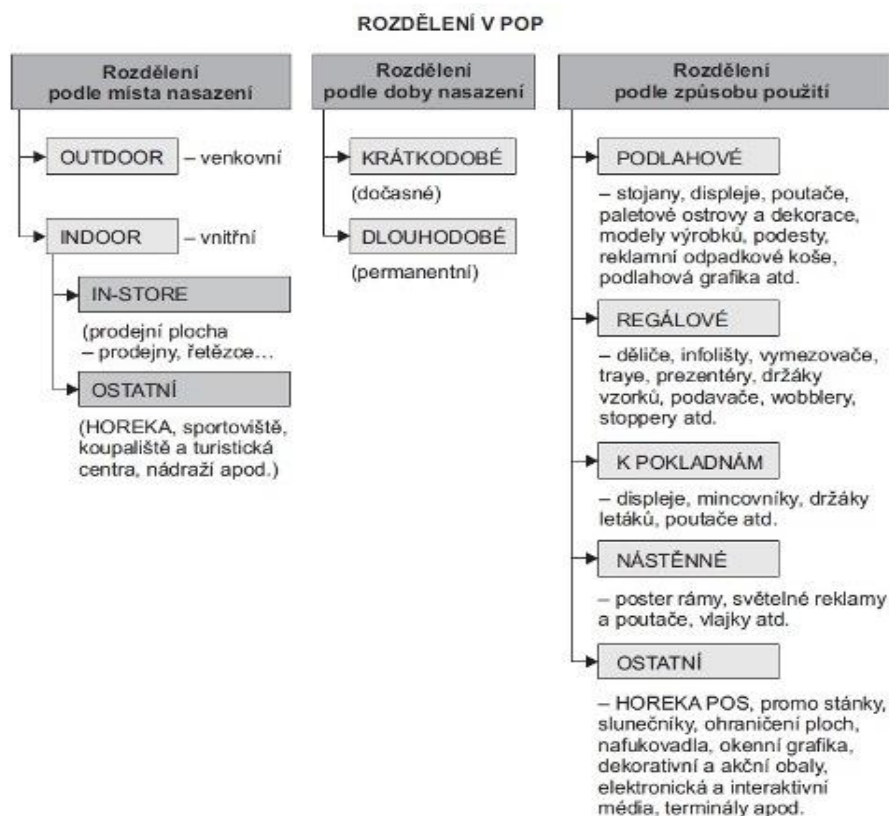 ROZDĚLENÍ V POP
Rozdělení
podle místa nasazení
OUTDOOR – venkovní
INDOOR – vnitřní
IN-STORE
(prodejní plocha
– prodejny, řetězce…
OSTATNÍ
(HOREKA, sportoviště,
koupaliště a turistická
centra, nádraží apod.)
Rozdělení
podle doby nasazení
KRÁTKODOBÉ
(dočasné)
DLOUHODOBÉ
(permanentní)
Rozdělení
podle způsobu použití
PODLAHOVÉ
– stojany, displeje, poutače,
paletové ostrovy a dekorace,
modely výrobků, podesty,
reklamní odpadkové koše,
podlahová grafika atd.
REGÁLOVÉ
– děliče, infolišty, vymezovače,
traye, prezentéry, držáky
vzorků, podavače, wobblery,
stoppery atd.
K POKLADNÁM
– displeje, mincovníky, držáky
letáků, poutače atd.
NÁSTĚNNÉ
– poster rámy, světelné reklamy
a poutače, vlajky atd.
OSTATNÍ
– HOREKA POS, promo stánky,
slunečníky, ohraničení ploch,
nafukovadla, okenní grafika,
dekorativní a akční obaly,
elektronická a interaktivní
média, terminály apod.